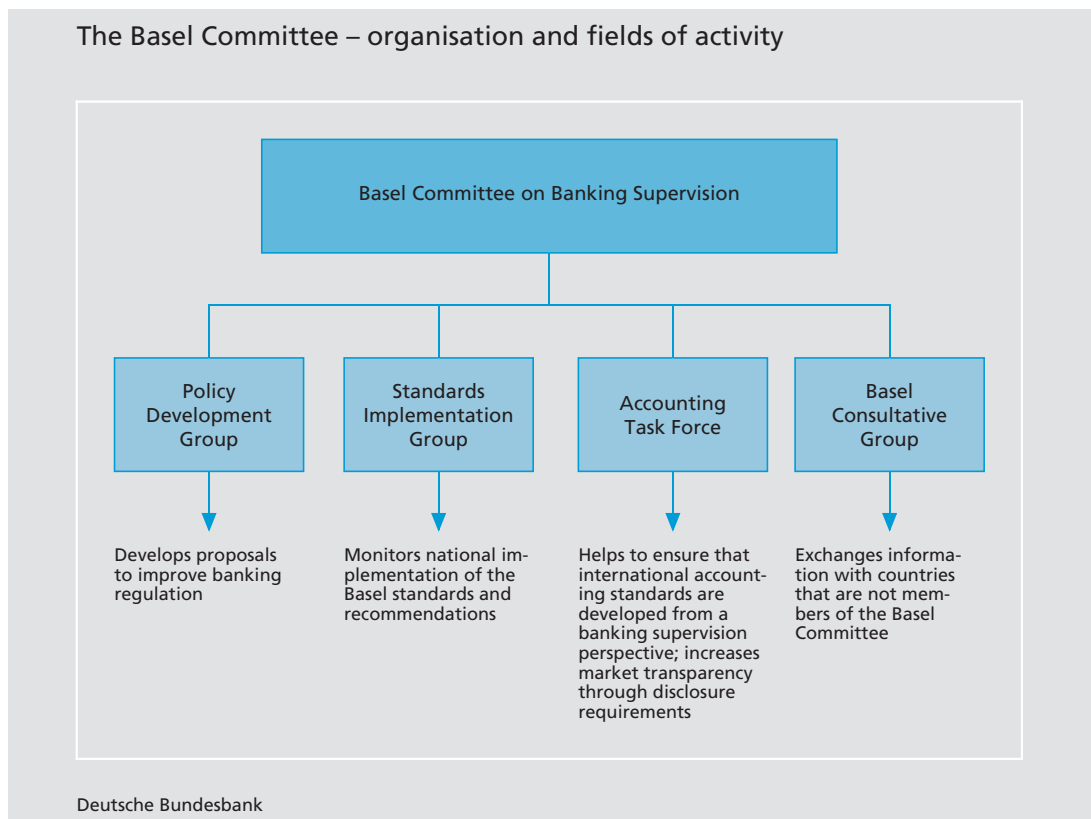 The Basel Committee – organisation and fields of activity
Basel Committee on Banking Supervision
Policy
Development
Group
Standards
Implementation
Group
Accounting
Task Force
Basel
Consultative
Group
Develops proposals
to improve banking
regulation
Monitors national im-
plementation of the
Basel standards and
recommendations
Helps to ensure that
international account-
ing standards are
developed from a
banking supervision
perspective; increases
market transparency
through disclosure
requirements
Exchanges informa-
tion with countries
that are not mem-
bers of the Basel
Committee
Deutsche Bundesbank